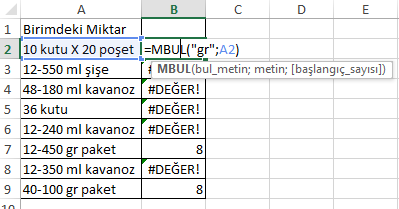 A B C D E
1 Birimdeki Miktar
2 10 kutu X 20 poşet =MBUL("gr";A2)
3 12-550 ml şişe #
MBUL(bul_metin; metin; [başlangıç_sayısı])
4 48-180 ml kavanoz #DEĞER!
5 36 kutu #DEĞER!
6 12-240 ml kavanoz #DEĞER!
7 12-450 gr paket 8
8 12-350 ml kavanoz #DEĞER!
9 40-100 gr paket 8
10